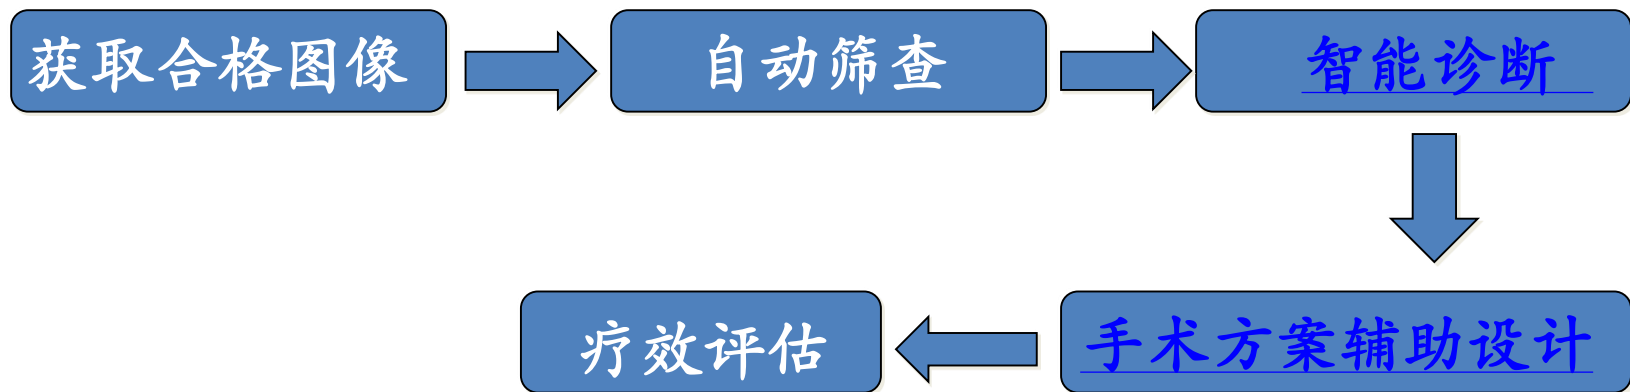 获取合格图像
自动筛查
智能诊断
手术方案辅助设计
疗效评估